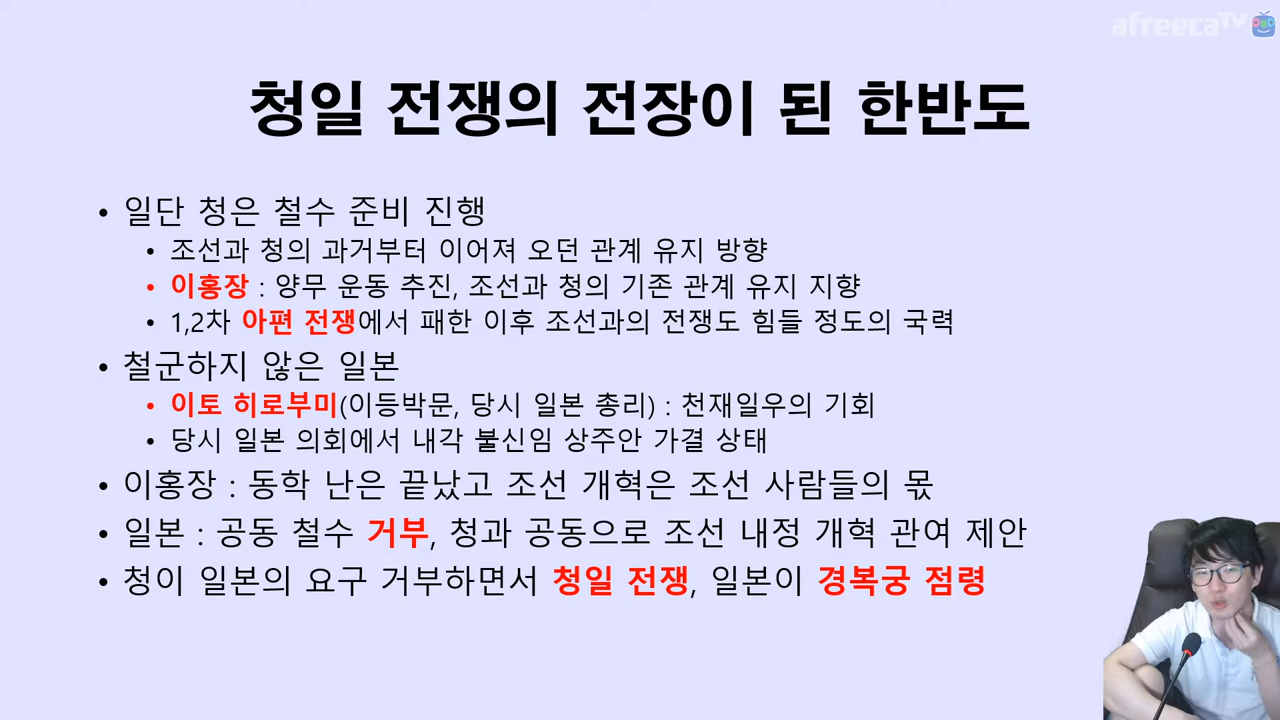 afreecaTV
청일 전쟁의 전장이 된 한반도
• 일단 청은 철수 준비 진행
• 조선과 청의 과거부터 이어져 오던 관계 유지 방향
• 이홍장 : 양무 운동 추진, 조선과 청의 기존 관계 유지 지향
• 1,2차 아편 전쟁에서 패한 이후 조선과의 전쟁도 힘들 정도의 국력
• 철군하지 않은 일본
• 이토 히로부미(이등박문, 당시 일본 총리) : 천재일우의 기회
• 당시 일본 의회에서 내각 불신임 상주안 가결 상태
• 이홍장 : 동학 난은 끝났고 조선 개혁은 조선 사람들의 몫
• 일본 : 공동 철수 거부, 청과 공동으로 조선 내정 개혁 관여 제안
• 청이 일본의 요구 거부하면서 청일 전쟁, 일본이 경복궁 점령